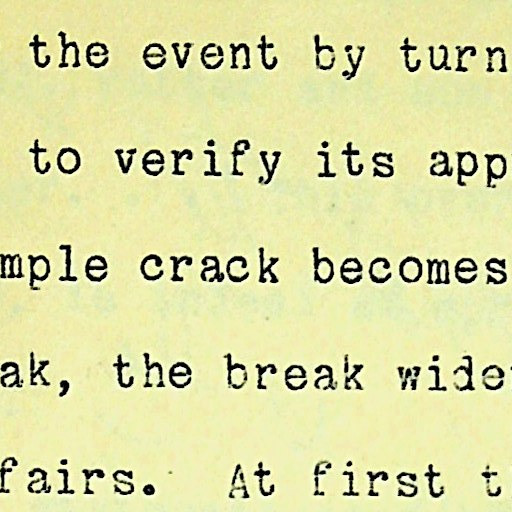 the event by turn
to verify its app
mple crack becomes
ak, the break wide
fairs. At first t